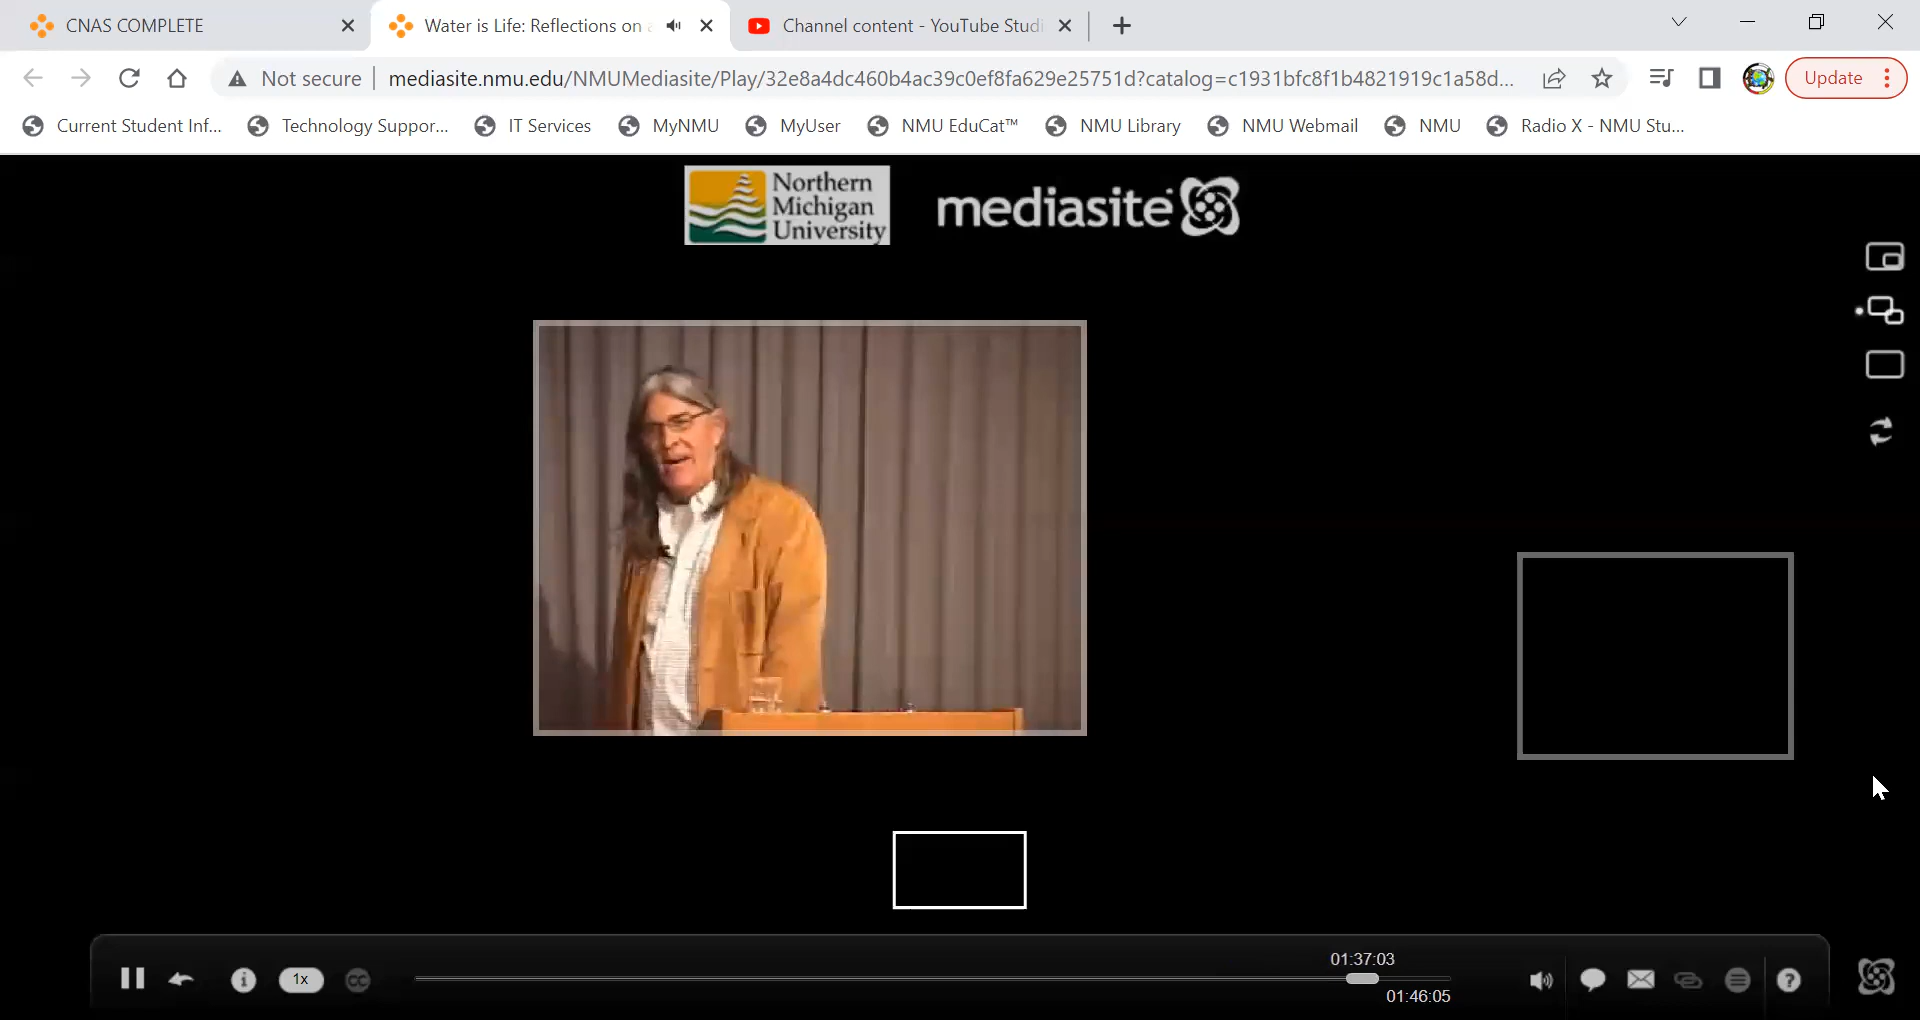 CNAS COMPLETE
Water is Life: Reflections on a
Channel content - YouTube Studi
Not secure
mediasite.nmu.edu/NMUMediasite/Play/32e8a4dc460b4ac39c0ef8fa629e25751d?catalog=c1931bfc8f1b4821919c1a58d...
Update
Current Student Inf...
Technology Suppor...
IT Services
MyNMU
MyUser
NMU EduCat™
NMU Library
NMU Webmail
NMU
Radio X - NMU Stu...
Northern
Michigan
University
mediasite
01:37:03
1x
CC
01:46:05